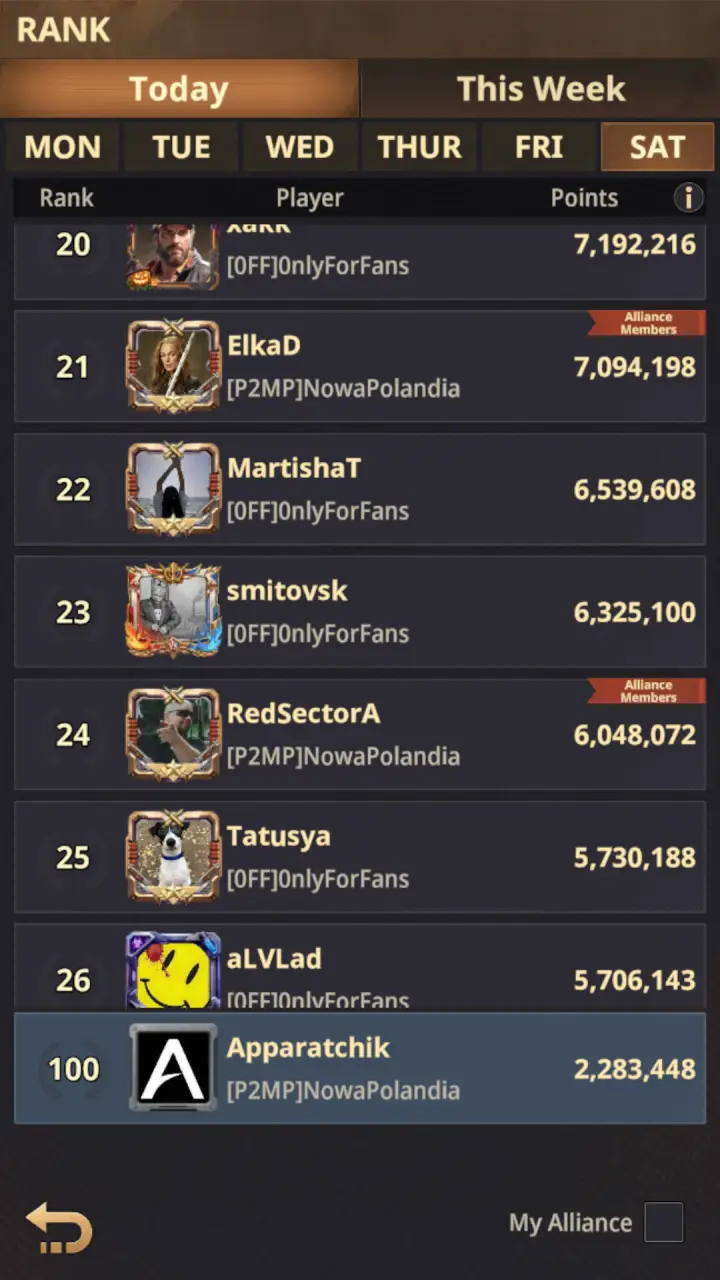 RANK
Today This Week
MON TUE WED THUR FRI SAT
Rank Player Points i
20 xakk 7,192,216
[0FF]0nlyForFans
Alliance Members
21 ElkaD 7,094,198
[P2MP]NowaPolandia
22 MartishaT 6,539,608
[0FF]0nlyForFans
23 smitovsk 6,325,100
[0FF]0nlyForFans
Alliance Members
24 RedSectorA 6,048,072
[P2MP]NowaPolandia
25 Tatusya 5,730,188
[0FF]0nlyForFans
26 aLVLad 5,706,143
[0FF]0nlyForFans
100 Apparatchik 2,283,448
[P2MP]NowaPolandia
My Alliance